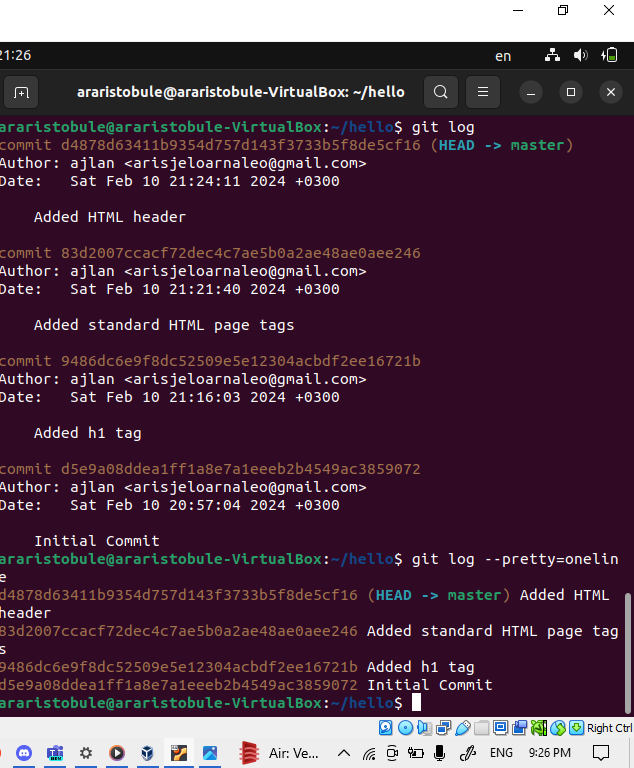 21:26
en
araristobule@araristobule-VirtualBox: ~/hello
araristobule@araristobule-VirtualBox:~/hello$ git log
commit d4878d63411b9354d757d143f3733b5f8de5cf16 (HEAD -> master)
Author: ajlan <arisjeloarnaleo@gmail.com>
Date:   Sat Feb 10 21:24:11 2024 +0300
Added HTML header
commit 83d2007ccacf72dec4c7ae5b0a2ae48ae0aee246
Author: ajlan <arisjeloarnaleo@gmail.com>
Date:   Sat Feb 10 21:21:40 2024 +0300
Added standard HTML page tags
commit 9486dc6e9f8dc52509e5e12304acbdf2ee16721b
Author: ajlan <arisjeloarnaleo@gmail.com>
Date:   Sat Feb 10 21:16:03 2024 +0300
Added h1 tag
commit d5e9a08ddea1ff1a8e7a1eeeb2b4549ac3859072
Author: ajlan <arisjeloarnaleo@gmail.com>
Date:   Sat Feb 10 20:57:04 2024 +0300
Initial Commit
araristobule@araristobule-VirtualBox:~/hello$ git log --pretty=onelin
e
d4878d63411b9354d757d143f3733b5f8de5cf16 (HEAD -> master) Added HTML
header
83d2007ccacf72dec4c7ae5b0a2ae48ae0aee246 Added standard HTML page tag
s
9486dc6e9f8dc52509e5e12304acbdf2ee16721b Added h1 tag
d5e9a08ddea1ff1a8e7a1eeeb2b4549ac3859072 Initial Commit
araristobule@araristobule-VirtualBox:~/hello$
Right Ctrl
Air: Ve...
ENG
9:26 PM